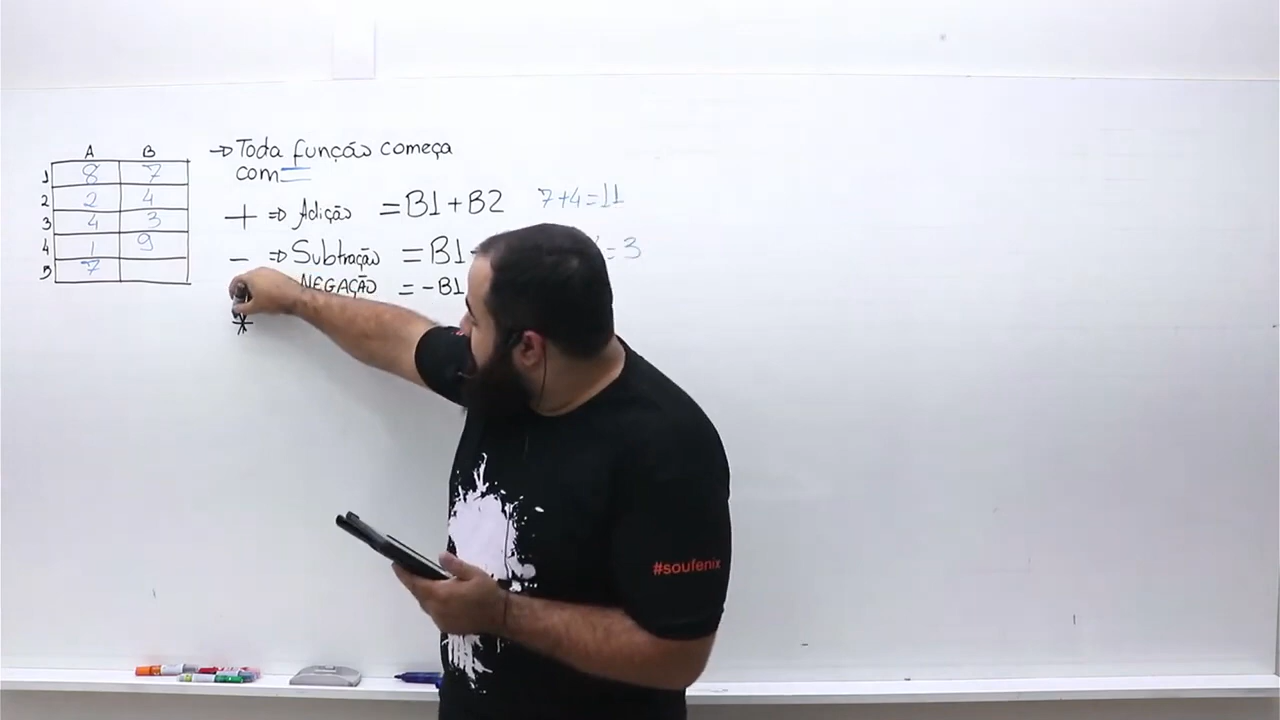 A B
1 8 7
2 2 4
3 4 3
4 1 9
5 7
→ Toda função começa
com =
+ ⇒ Adição =B1+B2 7+4=11
- ⇒ Subtração =B1- =3
NEGAÇÃO =-B1
*
#soufenix